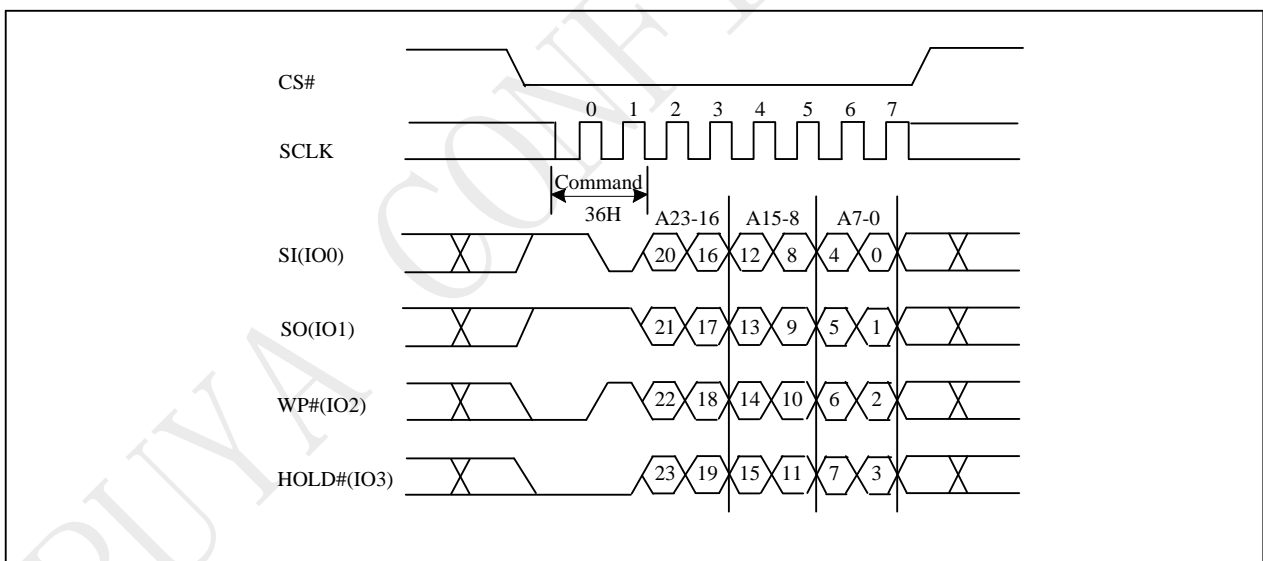 CS#
0 1 2 3 4 5 6 7
SCLK
Command
36H
A23-16 A15-8 A7-0
SI(IO0) 20 16 12 8 4 0
SO(IO1) 21 17 13 9 5 1
WP#(IO2) 22 18 14 10 6 2
HOLD#(IO3) 23 19 15 11 7 3
PUYA CONF